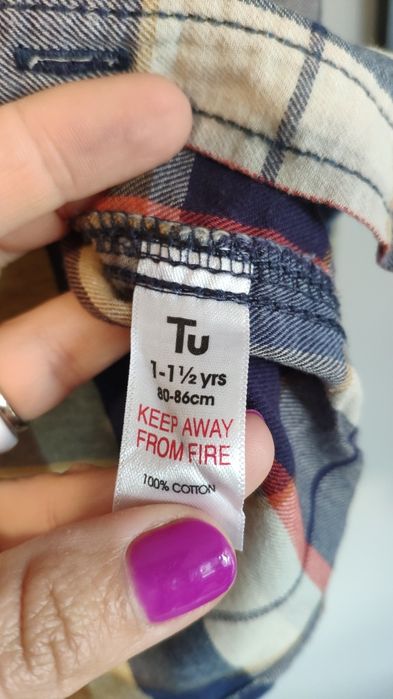 Tu
1-1½ yrs
80-86cm
KEEP AWAY
FROM FIRE
100% COTTON